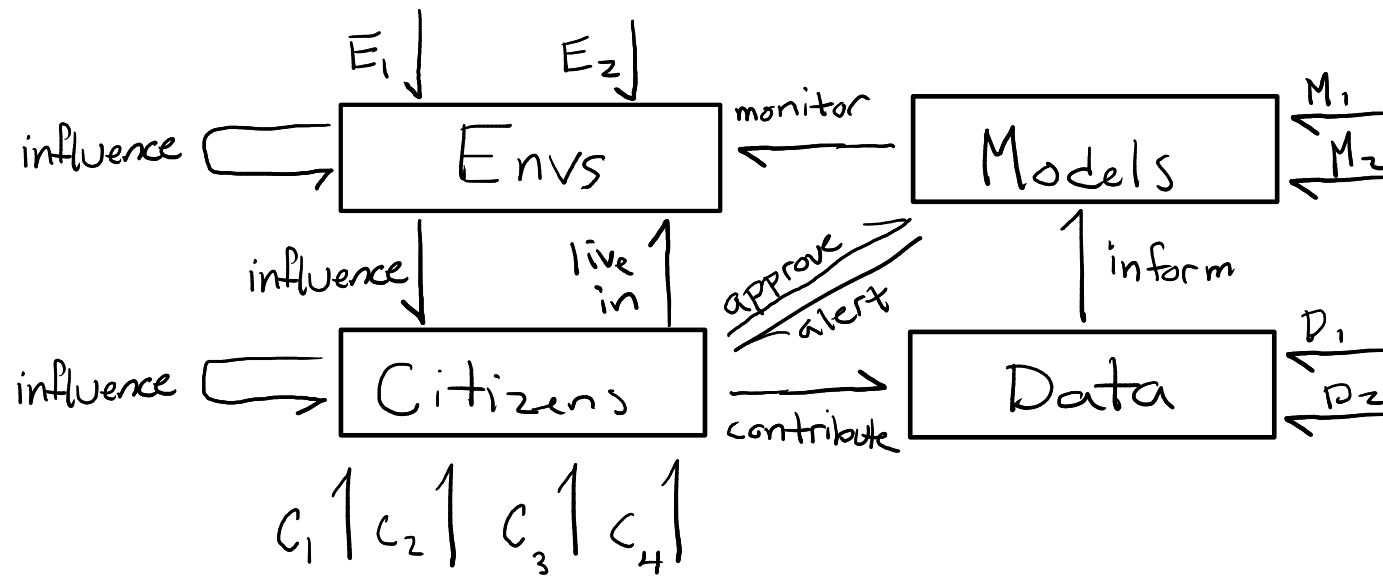 E1
E2
M1
monitor
influence
Envs
Models
M2
influence
live
in
approve
alert
inform
D1
influence
Citizens
Data
D2
contribute
C1
C2
C3
C4